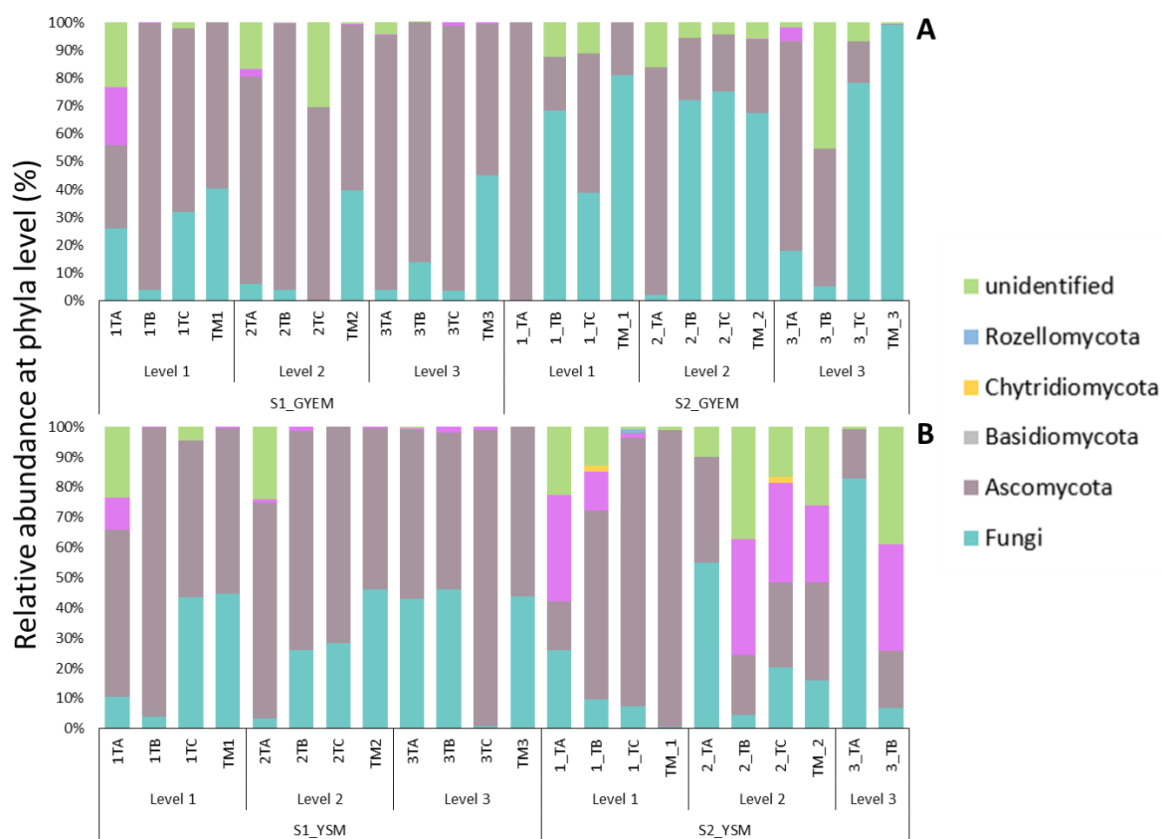 Relative abundance at phyla level (%)
A
100%
90%
80%
70%
60%
50%
40%
30%
20%
10%
0%
1TA 1TB 1TC TM1 2TA 2TB 2TC TM2 3TA 3TB 3TC TM3 1_TA 1_TB 1_TC TM_1 2_TA 2_TB 2_TC TM_2 3_TA 3_TB 3_TC TM_3
Level 1 Level 2 Level 3 Level 1 Level 2 Level 3
S1_GYEM S2_GYEM
B
100%
90%
80%
70%
60%
50%
40%
30%
20%
10%
0%
1TA 1TB 1TC TM1 2TA 2TB 2TC TM2 3TA 3TB 3TC TM3 1_TA 1_TB 1_TC TM_1 2_TA 2_TB 2_TC TM_2 3_TA 3_TB
Level 1 Level 2 Level 3 Level 1 Level 2 Level 3
S1_YSM S2_YSM
unidentified
Rozellomycota
Chytridiomycota
Basidiomycota
Ascomycota
Fungi